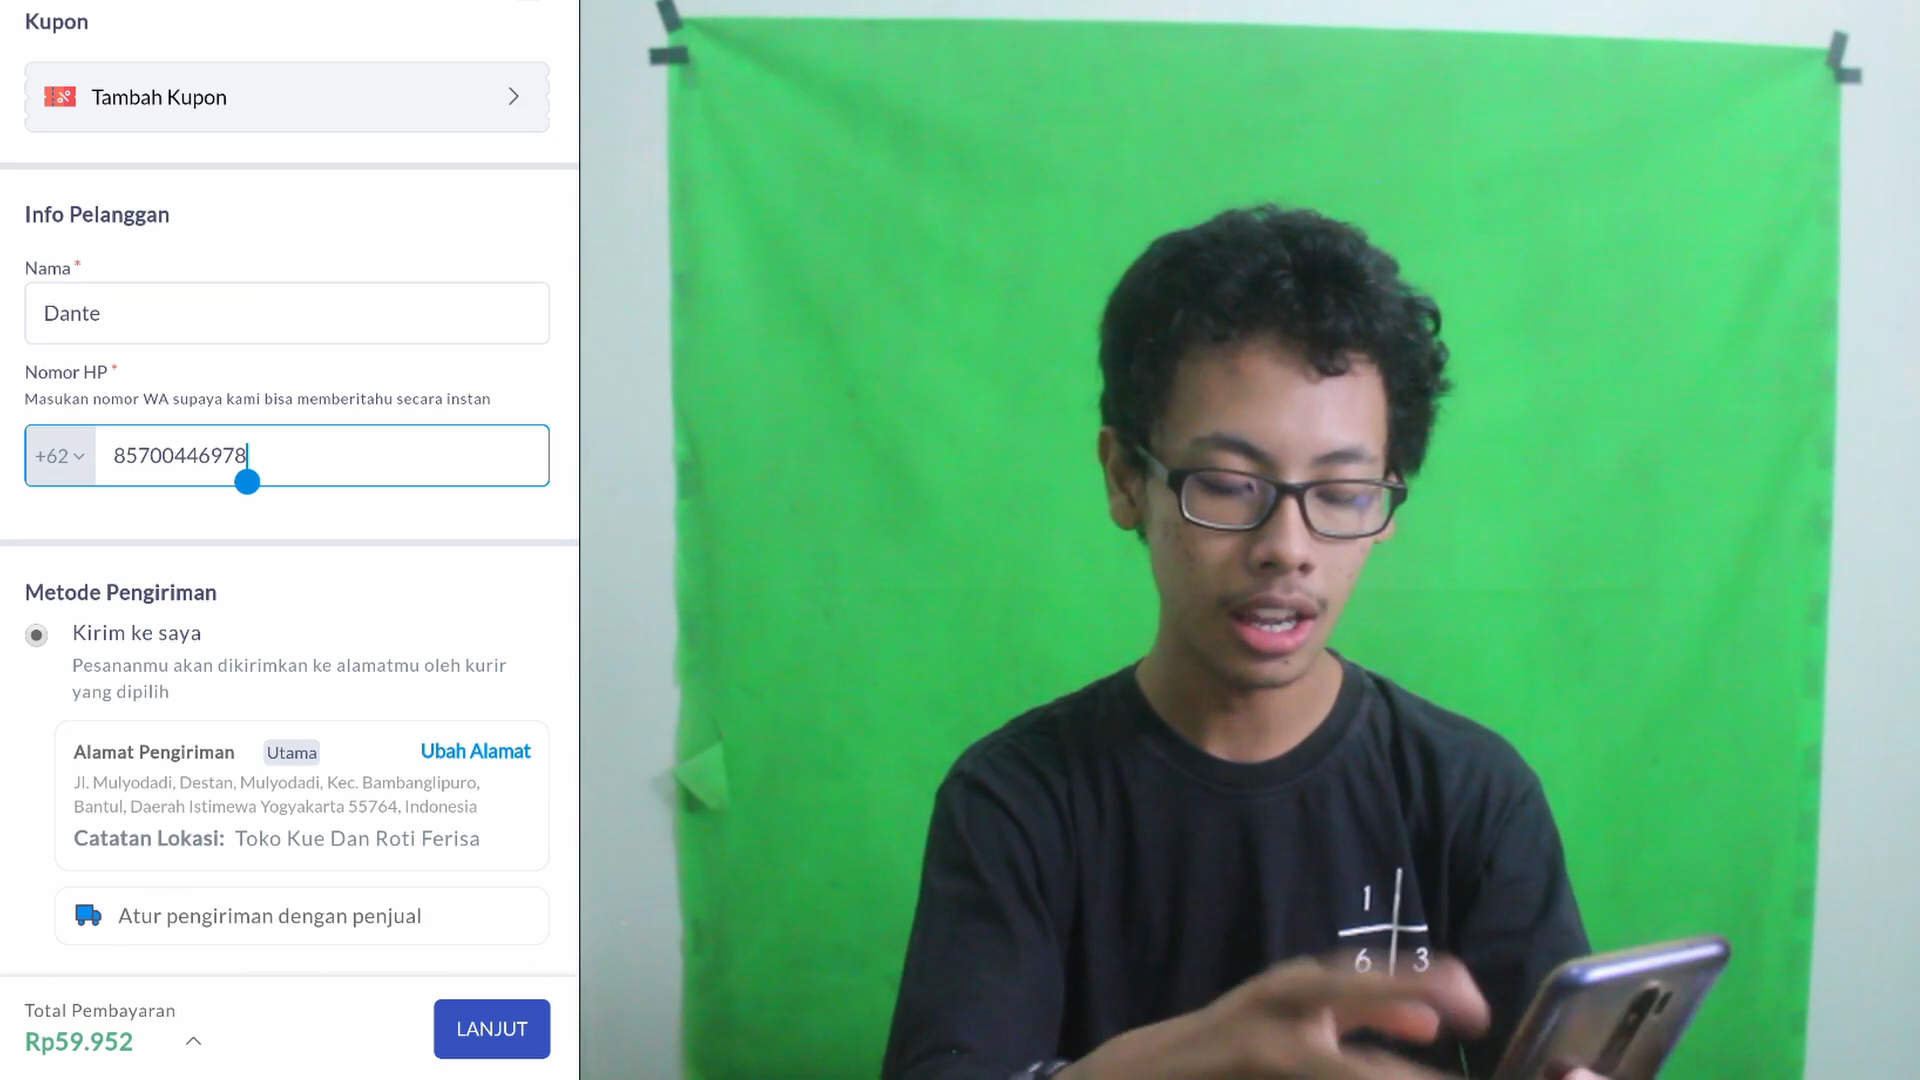 Kupon
Tambah Kupon
Info Pelanggan
Nama *
Dante
Nomor HP *
Masukan nomor WA supaya kami bisa memberitahu secara instan
+62 85700446978
Metode Pengiriman
Kirim ke saya
Pesananmu akan dikirimkan ke alamatmu oleh kurir
yang dipilih
Alamat Pengiriman Utama Ubah Alamat
Jl. Mulyodadi, Destan, Mulyodadi, Kec. Bambanglipuro,
Bantul, Daerah Istimewa Yogyakarta 55764, Indonesia
Catatan Lokasi: Toko Kue Dan Roti Ferisa
Atur pengiriman dengan penjual
Total Pembayaran
Rp59.952
LANJUT
1
6 3